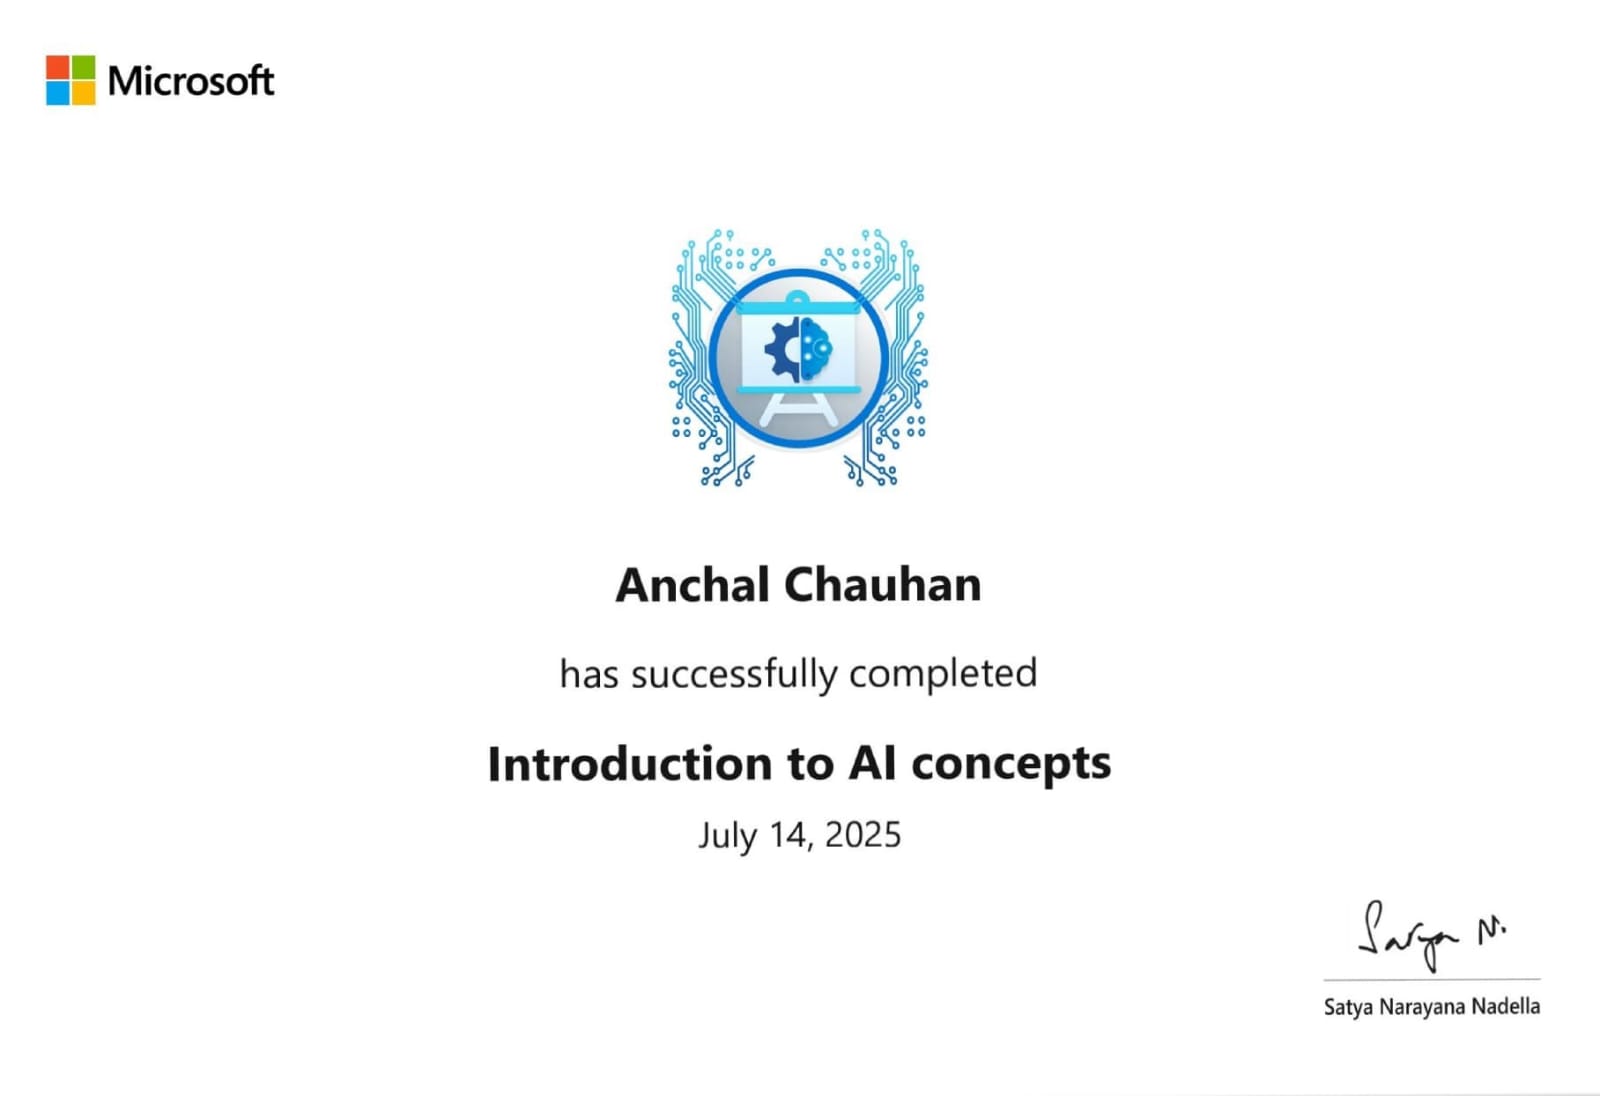 Microsoft
Anchal Chauhan
has successfully completed
Introduction to AI concepts
July 14, 2025
Satya N.
Satya Narayana Nadella